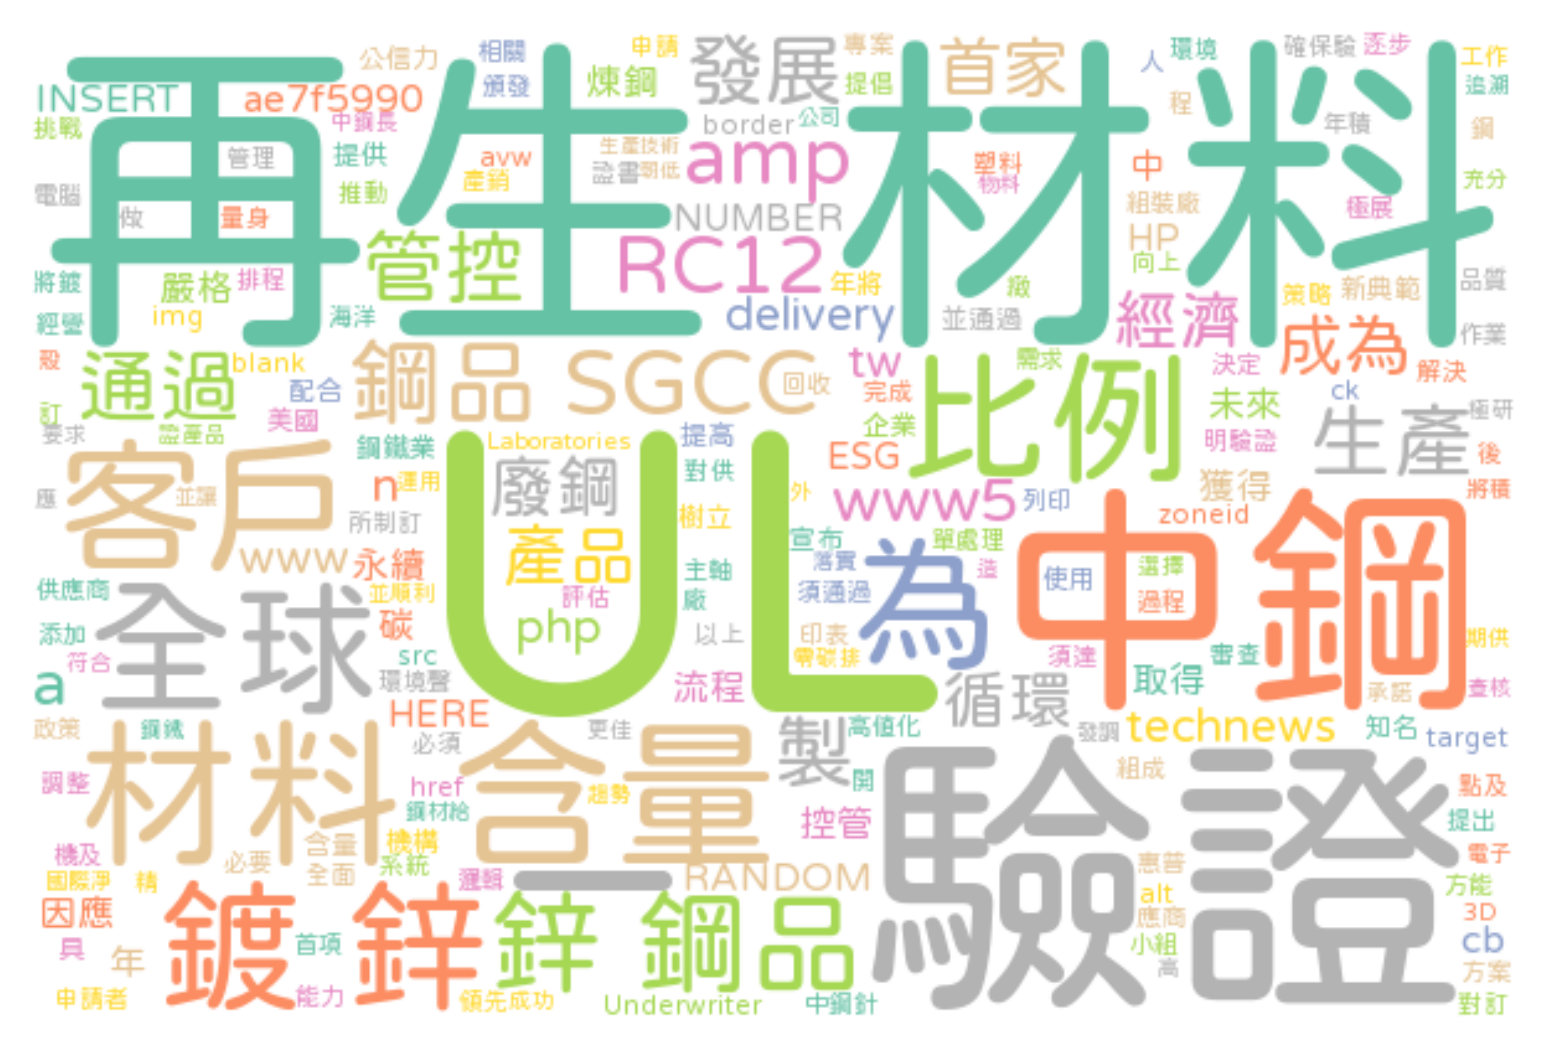 再生材料
INSERT
ae7f5990
公信力
相關
頒發
申請
煉鋼
發展
專案
提倡
首家
人
環境
確保驗
逐步
工作
追溯
挑戰
中鋼長
border
公司
程
年積
鋼
管理
提供
avw
產銷
生產技術
證書
amp
塑料
物料
中
組裝廠
充分
電腦
做
量身
推動
NUMBER
HP
極展
將鍍
嚴格
排程
管控
RC12
年將
緻
向上
策略
新典範
品質
經營
img
海洋
delivery
並通過
經濟
成為
作業
殼
通過
blank
配合
美國
鋼品
SGCC
回收
tw
完成
企業
需求
比例
決定
未來
明驗證
ck
解決
生產
極研
訂
要求
證產品
鋼鐵業
Laboratories
提高
對供
ESG
後
客戶
並讓
應
n
運用
所制訂
廢鋼
外
www5
列印
獲得
zoneid
將積
www
永續
UL
產品
樹立
宣布
落實
單處理
造
為
中鋼
使用
選擇
過程
供應商
全球
並順利
評估
主軸
廠
須通過
添加
碳
php
以上
印表
零碳排
須達
審查
期供
符合
a
src
環境聲
流程
循環
取得
承諾
查核
政策
鋼鐵
HERE
必須
更佳
製
高值化
發調
technews
知名
target
調整
材料
含量
href
鋼材給
趨勢
開
組成
驗證
點及
提出
機及
必要
含量
全面
機構
系統
邏輯
控管
RANDOM
惠普
電子
國際淨
精
一
alt
方能
因應
鍍鋅
鋅 鋼品
應商
3D
具
年
首項
小組
cb
高
方案
申請者
能力
領先成功
Underwriter
中鋼針
對訂